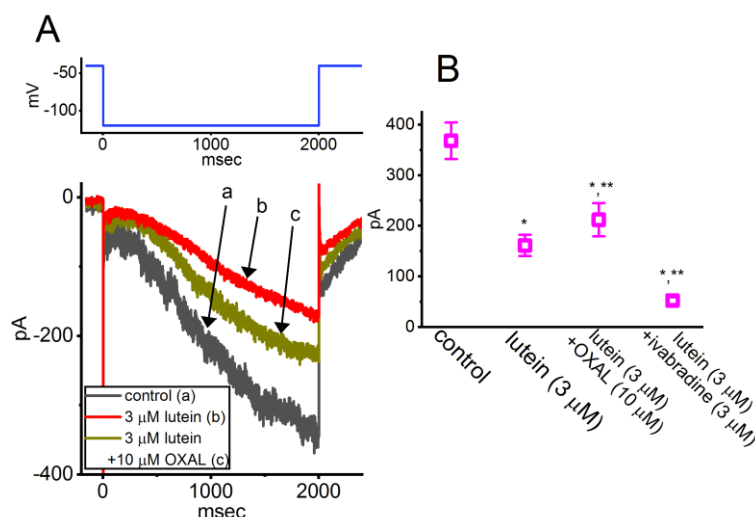 A
-50
-100
mV
0
1000
2000
msec
0
-200
-400
pA
a
b
c
control (a)
3 μM lutein (b)
3 μM lutein
+10 μM OXAL (c)
0
1000
2000
msec
B
400
300
200
100
0
pA
*
*,**
*,**
control
lutein (3 μM)
lutein (3 μM)
+OXAL (10 μM)
lutein (3 μM)
+ivabradine (3 μM)